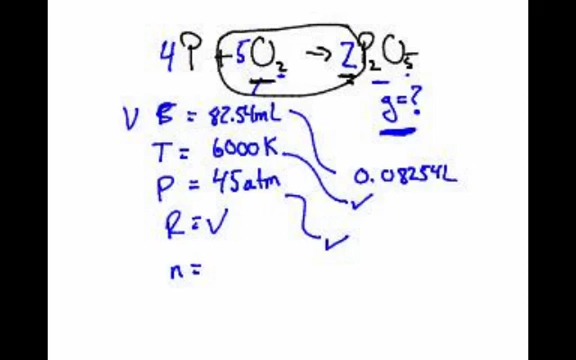 4P + 5O₂ → 2P₂O₅
g = ?
V = 82.54mL
0.08254L
T = 6000K ✓
P = 45atm ✓
R = ✓
n =